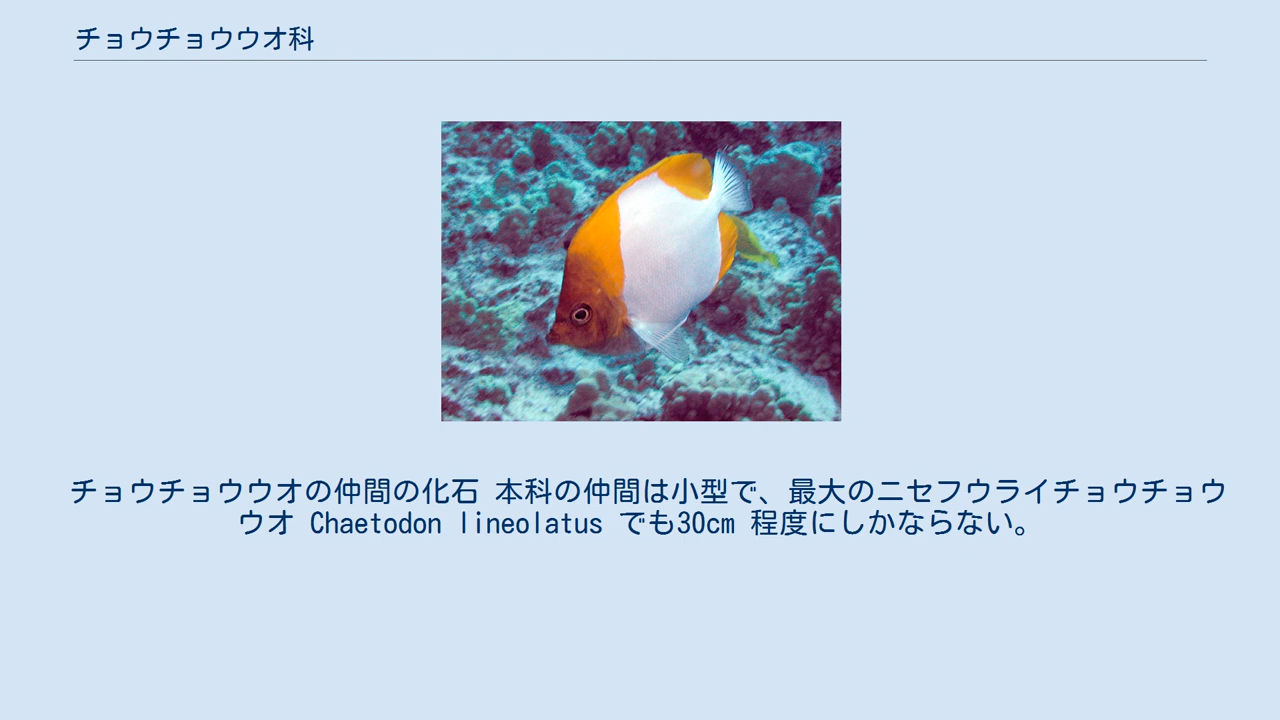 チョウチョウウオ科
チョウチョウウオの仲間の化石 本科の仲間は小型で、最大のニセフウライチョウチョウ
ウオ Chaetodon lineolatus でも30cm 程度にしかならない。